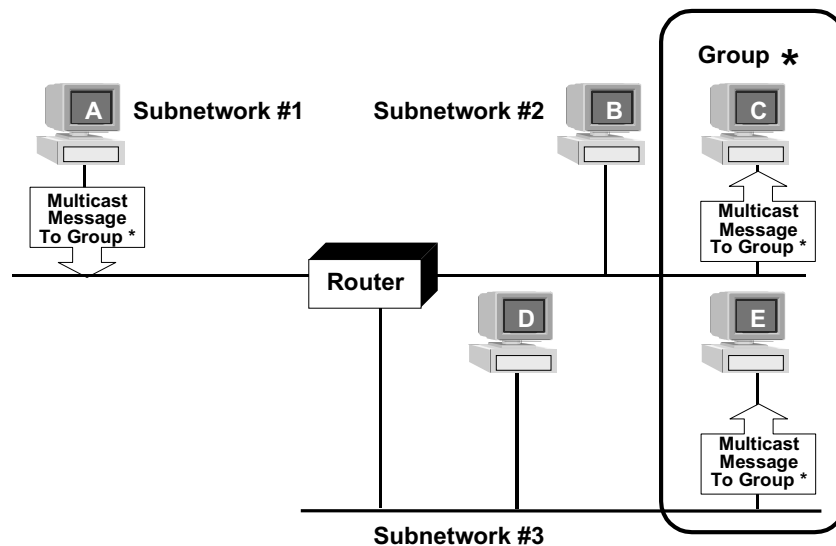 Group *
A
Subnetwork #1
Subnetwork #2
B
C
Multicast
Message
To Group *
Multicast
Message
To Group *
Router
D
E
Multicast
Message
To Group *
Subnetwork #3